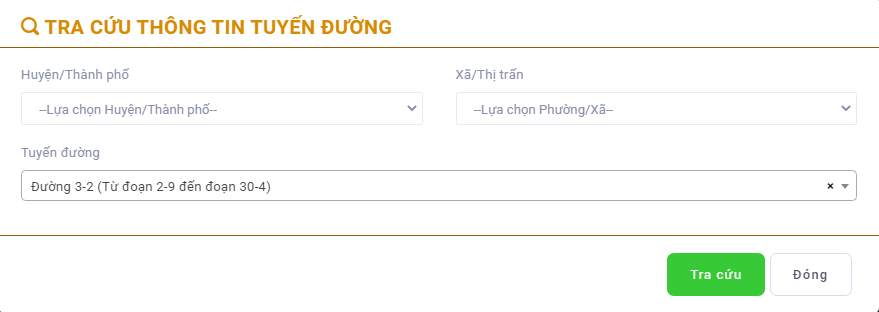 TRA CỨU THÔNG TIN TUYẾN ĐƯỜNG
Huyện/Thành phố
Xã/Thị trấn
--Lựa chọn Huyện/Thành phố--
--Lựa chọn Phường/Xã--
Tuyến đường
Đường 3-2 (Từ đoạn 2-9 đến đoạn 30-4)
×
Tra cứu
Đóng